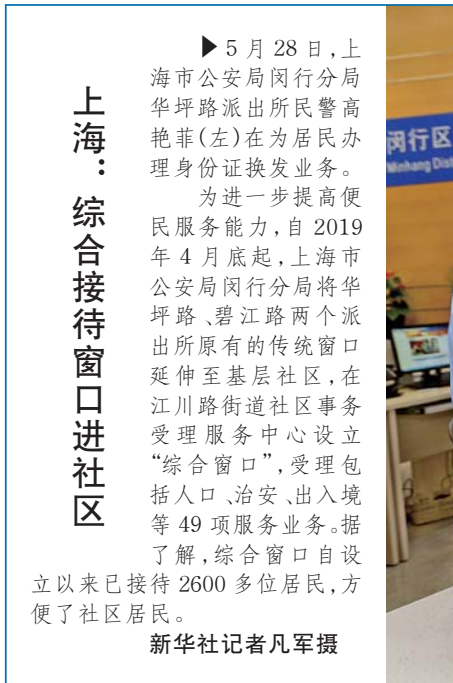 上海：综合接待窗口进社区
▶5月28日，上
海市公安局闵行分局
华坪路派出所民警高
艳菲(左)在为居民办
理身份证换发业务。
为进一步提高便
民服务能力，自2019
年4月底起，上海市
公安局闵行分局将华
坪路、碧江路两个派
出所原有的传统窗口
延伸至基层社区，在
江川路街道社区事务
受理服务中心设立
“综合窗口”，受理包
括人口、治安、出入境
等49项服务业务。据
了解，综合窗口自设
立以来已接待2600多位居民，方
便了社区居民。
新华社记者凡军摄
闵行区
Minhang Dis